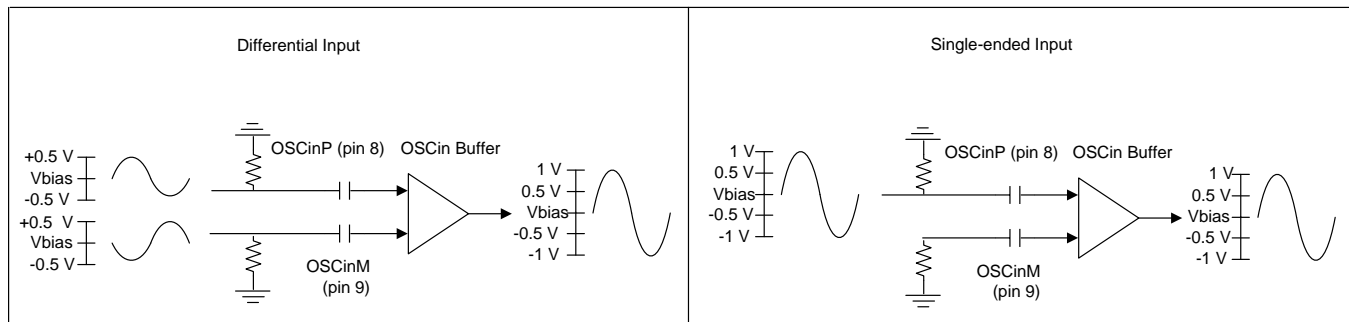 Differential Input
OSCinP (pin 8)
OSCin Buffer
+0.5 V
Vbias
-0.5 V
+0.5 V
Vbias
-0.5 V
1 V
0.5 V
Vbias
-0.5 V
-1 V
OSCinM
(pin 9)
Single-ended Input
OSCinP (pin 8)
OSCin Buffer
1 V
0.5 V
Vbias
-0.5 V
-1 V
1 V
0.5 V
Vbias
-0.5 V
-1 V
OSCinM
(pin 9)